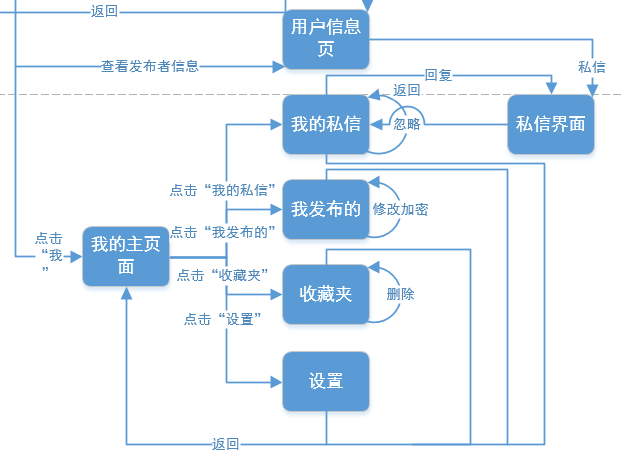 返回
用户信息
页
查看发布者信息
私信
回复
返回
我的私信
忽略
私信界面
点击“我的私信”
我发布的
修改加密
点击“我发布的”
点击
“我
”
我的主页
面
点击“收藏夹”
收藏夹
删除
点击“设置”
设置
返回